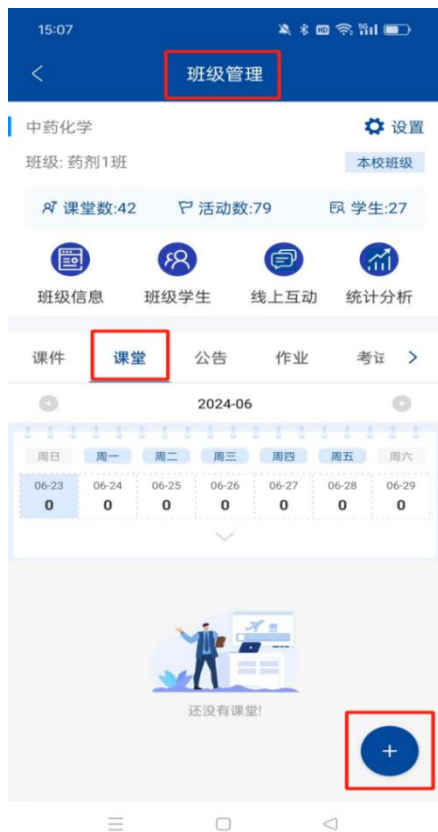 15:07
HD 5G
班级管理
中药化学 设置
班级: 药剂1班 本校班级
课堂数:42 活动数:79 学生:27
班级信息 班级学生 线上互动 统计分析
课件 课堂 公告 作业 考证
2024-06
周日 周一 周二 周三 周四 周五 周六
06-23 06-24 06-25 06-26 06-27 06-28 06-29
0 0 0 0 0 0 0
还没有课堂!
+